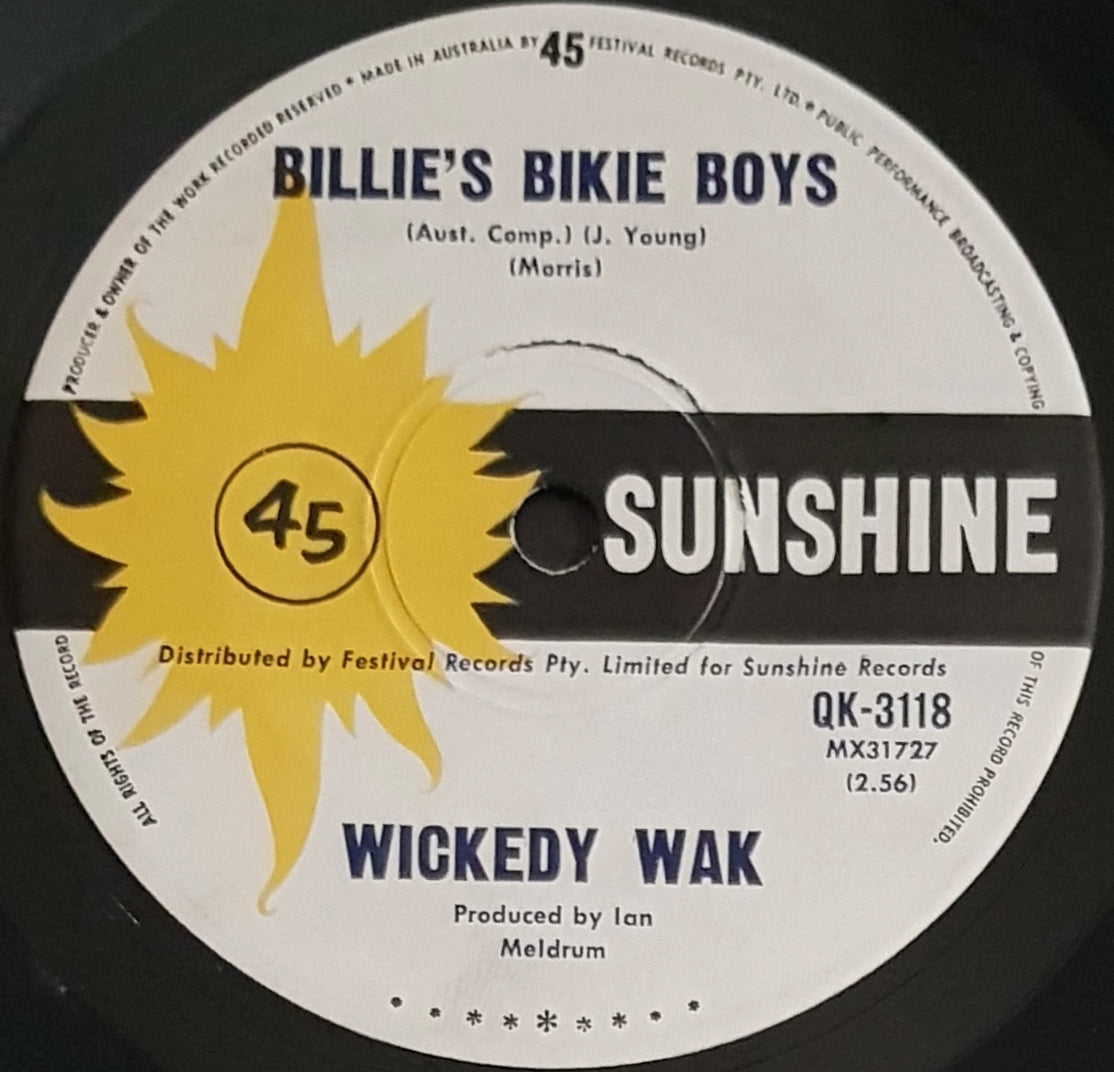 PRODUCER & OWNER OF THE WORK RECORDED RESERVED * MADE IN AUSTRALIA BY 45 FESTIVAL RECORDS PTY. LTD. * PUBLIC PERFORMANCE BROADCASTING & COPYING
BILLIE'S BIKIE BOYS
(Aust. Comp.) (J. Young)
(Morris)
45
SUNSHINE
Distributed by Festival Records Pty. Limited for Sunshine Records
ALL RIGHTS OF THE RECORD
OF THIS RECORD PROHIBITED.
QK-3118
MX31727
(2.56)
WICKEDY WAK
Produced by Ian
Meldrum
* * * * * * * * *